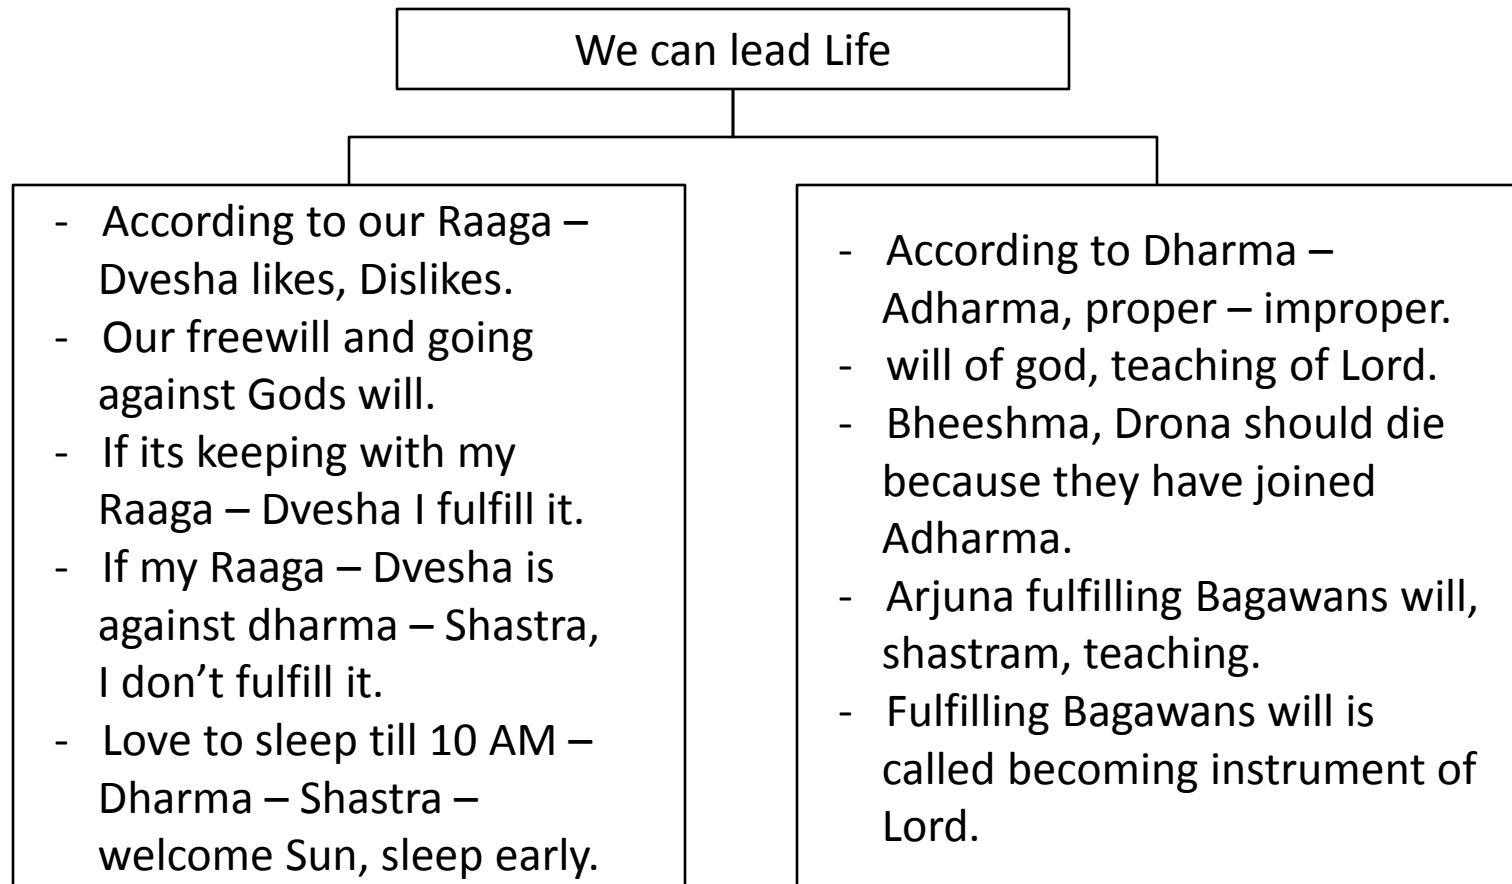 We can lead Life
- According to our Raaga –
Dvesha likes, Dislikes.
- Our freewill and going
against Gods will.
- If its keeping with my
Raaga – Dvesha I fulfill it.
- If my Raaga – Dvesha is
against dharma – Shastra,
I don’t fulfill it.
- Love to sleep till 10 AM –
Dharma – Shastra –
welcome Sun, sleep early.
- According to Dharma –
Adharma, proper – improper.
- will of god, teaching of Lord.
- Bheeshma, Drona should die
because they have joined
Adharma.
- Arjuna fulfilling Bagawans will,
shastram, teaching.
- Fulfilling Bagawans will is
called becoming instrument of
Lord.